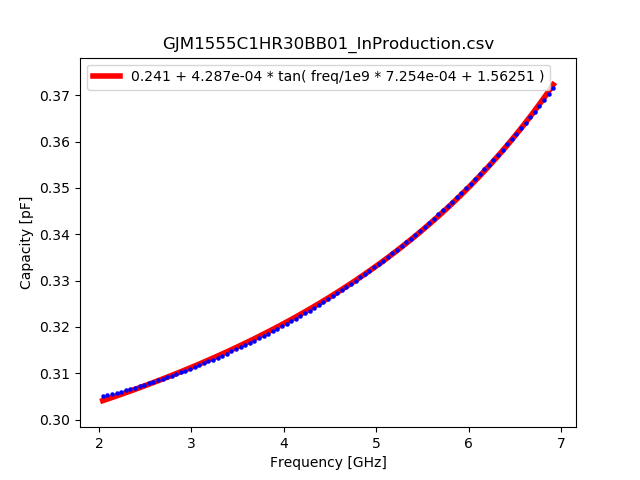 GJM1555C1HR30BB01_InProduction.csv
0.241 + 4.287e-04 * tan( freq/1e9 * 7.254e-04 + 1.56251 )
0.37
0.36
0.35
0.34
0.33
0.32
0.31
0.30
Capacity [pF]
2 3 4 5 6 7
Frequency [GHz]